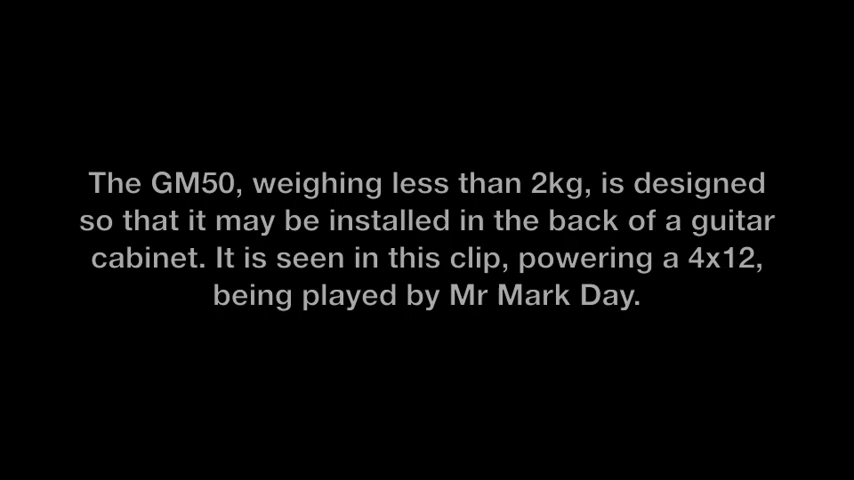 The GM50, weighing less than 2kg, is designed
so that it may be installed in the back of a guitar
cabinet. It is seen in this clip, powering a 4x12,
being played by Mr Mark Day.